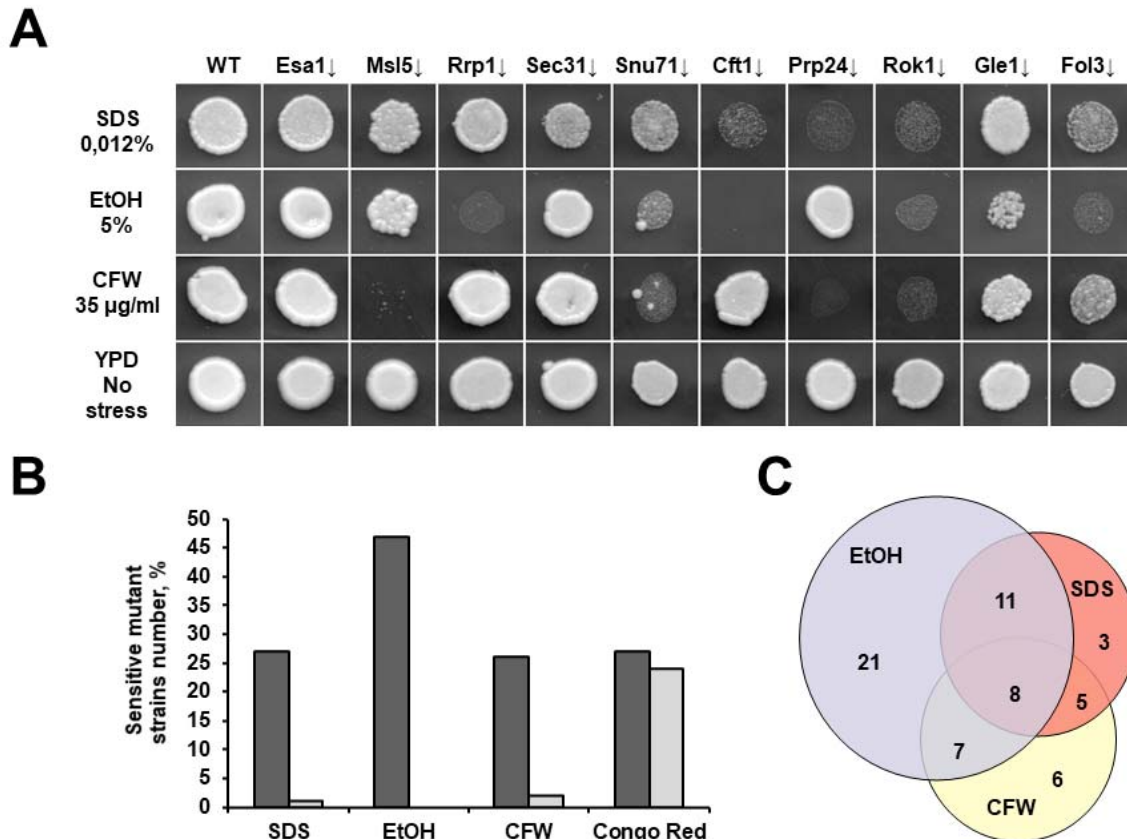 A
WT Esa1↓ Msl5↓ Rrp1↓ Sec31↓ Snu71↓ Cft1↓ Prp24↓ Rok1↓ Gle1↓ Fol3↓
SDS
0,012%
EtOH
5%
CFW
35 µg/ml
YPD
No
stress
B
Sensitive mutant
strains number, %
50
45
40
35
30
25
20
15
10
5
0
SDS EtOH CFW Congo Red
C
EtOH
SDS
11
3
21
8
5
7
6
CFW